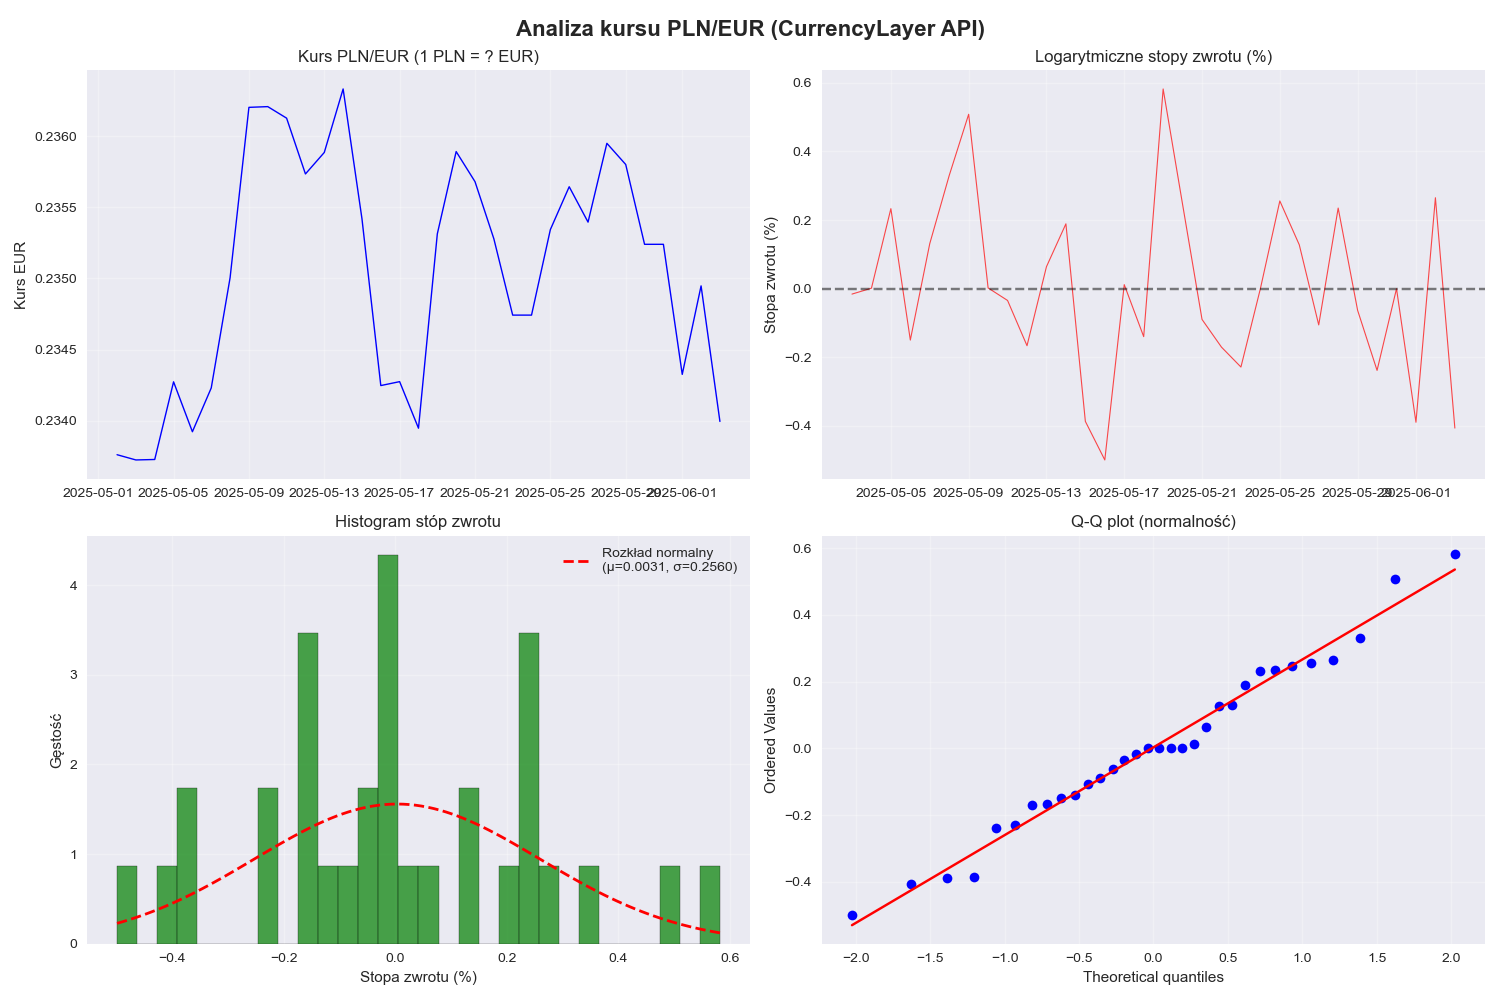 Analiza kursu PLN/EUR (CurrencyLayer API)
Kurs PLN/EUR (1 PLN = ? EUR)
Kurs EUR
0.2360
0.2355
0.2350
0.2345
0.2340
2025-05-01 2025-05-05 2025-05-09 2025-05-13 2025-05-17 2025-05-21 2025-05-25 2025-05-29 2025-06-01
Logarytmiczne stopy zwrotu (%)
Stopa zwrotu (%)
0.6
0.4
0.2
0.0
−0.2
−0.4
2025-05-05 2025-05-09 2025-05-13 2025-05-17 2025-05-21 2025-05-25 2025-05-29 2025-06-01
Histogram stóp zwrotu
Rozkład normalny
(μ=0.0031, σ=0.2560)
Gęstość
4
3
2
1
0
−0.4 −0.2 0.0 0.2 0.4 0.6
Stopa zwrotu (%)
Q-Q plot (normalność)
Ordered Values
0.6
0.4
0.2
0.0
−0.2
−0.4
−2.0 −1.5 −1.0 −0.5 0.0 0.5 1.0 1.5 2.0
Theoretical quantiles